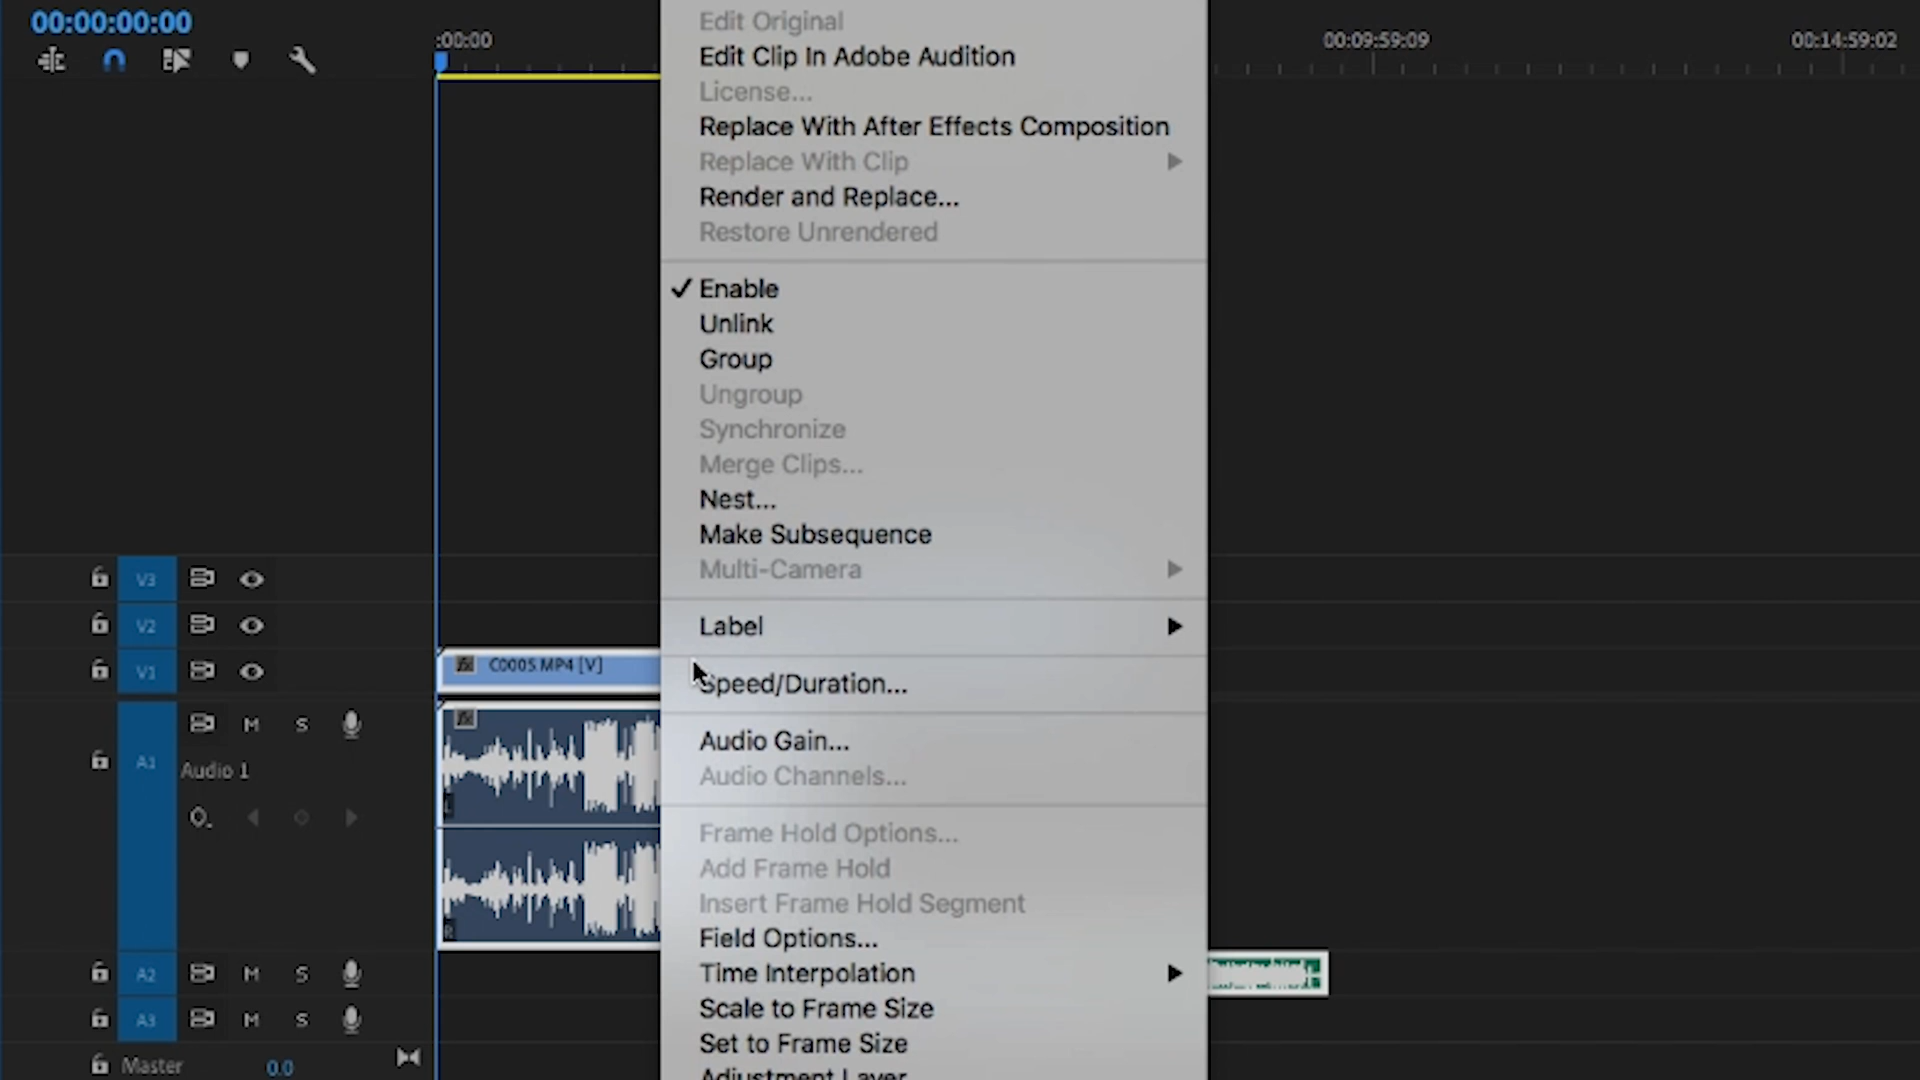 00:00:00:00
:00:00
00:09:59:09
00:14:59:02
Edit Original
Edit Clip In Adobe Audition
License...
Replace With After Effects Composition
Replace With Clip
Render and Replace...
Restore Unrendered
Enable
Unlink
Group
Ungroup
Synchronize
Merge Clips...
Nest...
Make Subsequence
Multi-Camera
Label
Speed/Duration...
Audio Gain...
Audio Channels...
Frame Hold Options...
Add Frame Hold
Insert Frame Hold Segment
Field Options...
Time Interpolation
Scale to Frame Size
Set to Frame Size
Adjustment Layer
V3
V2
V1
fx C0005.MP4 [V]
M S
fx
A1
Audio 1
L
R
A2 M S
A3 M S
Master 0.0